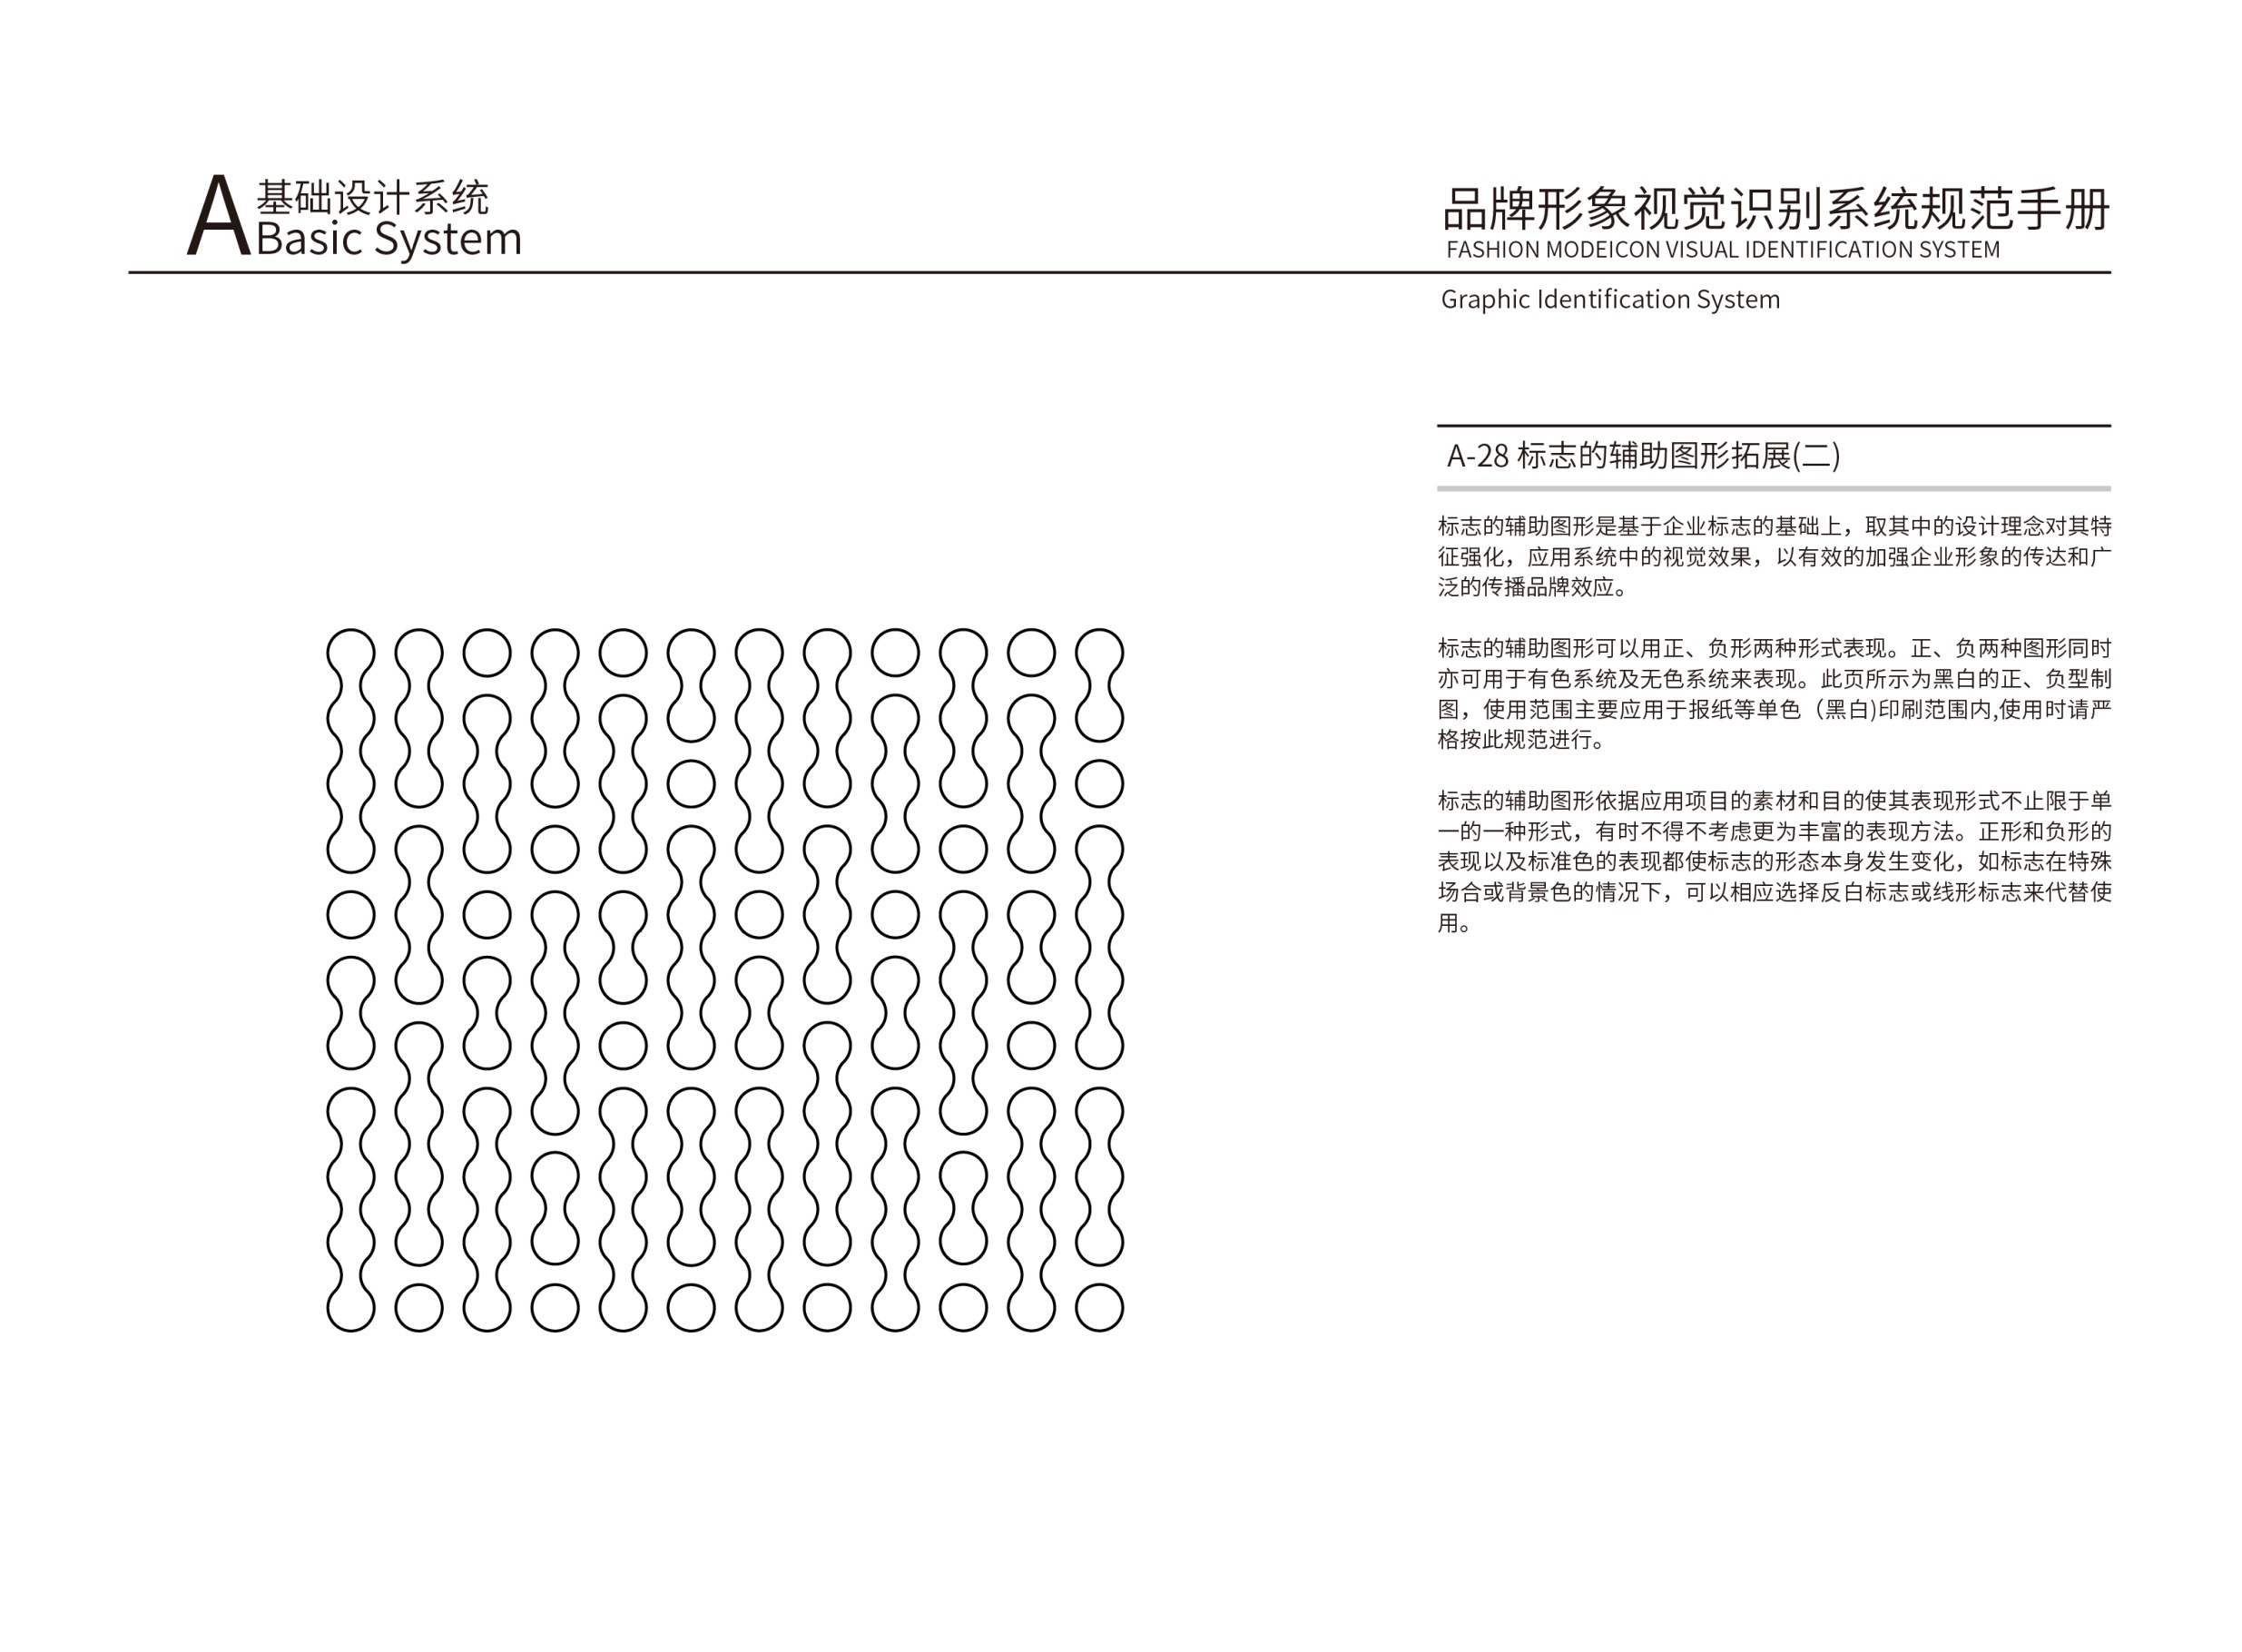 A
基础设计系统
Basic System
品牌形象视觉识别系统规范手册
FASHION MODEICON VISUAL IDENTIFICATION SYSTEM
Graphic Identification System
A-28 标志的辅助图形拓展(二)
标志的辅助图形是基于企业标志的基础上，取其中的设计理念对其特
征强化，应用系统中的视觉效果，以有效的加强企业形象的传达和广
泛的传播品牌效应。
标志的辅助图形可以用正、负形两种形式表现。正、负两种图形同时
亦可用于有色系统及无色系统来表现。此页所示为黑白的正、负型制
图，使用范围主要应用于报纸等单色（黑白)印刷范围内,使用时请严
格按此规范进行。
标志的辅助图形依据应用项目的素材和目的使其表现形式不止限于单
一的一种形式，有时不得不考虑更为丰富的表现方法。正形和负形的
表现以及标准色的表现都使标志的形态本身发生变化，如标志在特殊
场合或背景色的情况下，可以相应选择反白标志或线形标志来代替使
用。